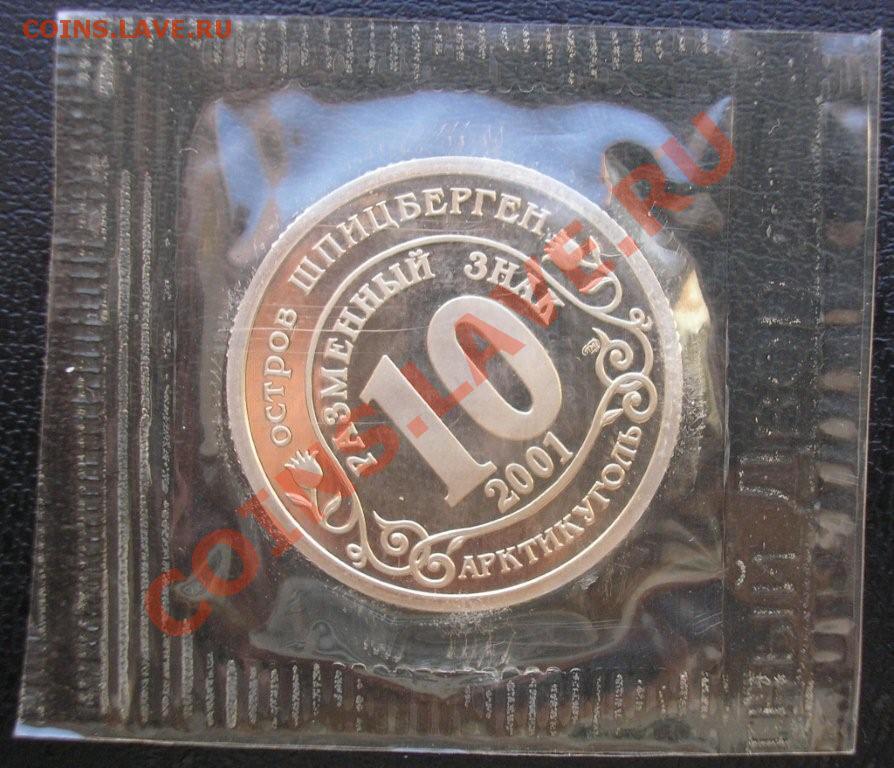 COINS.LAVE.RU
ОСТРОВ ШПИЦБЕРГЕН
РАЗМЕННЫЙ ЗНАК
10
2001
АРКТИКУГОЛЬ
COINS.LAVE.RU